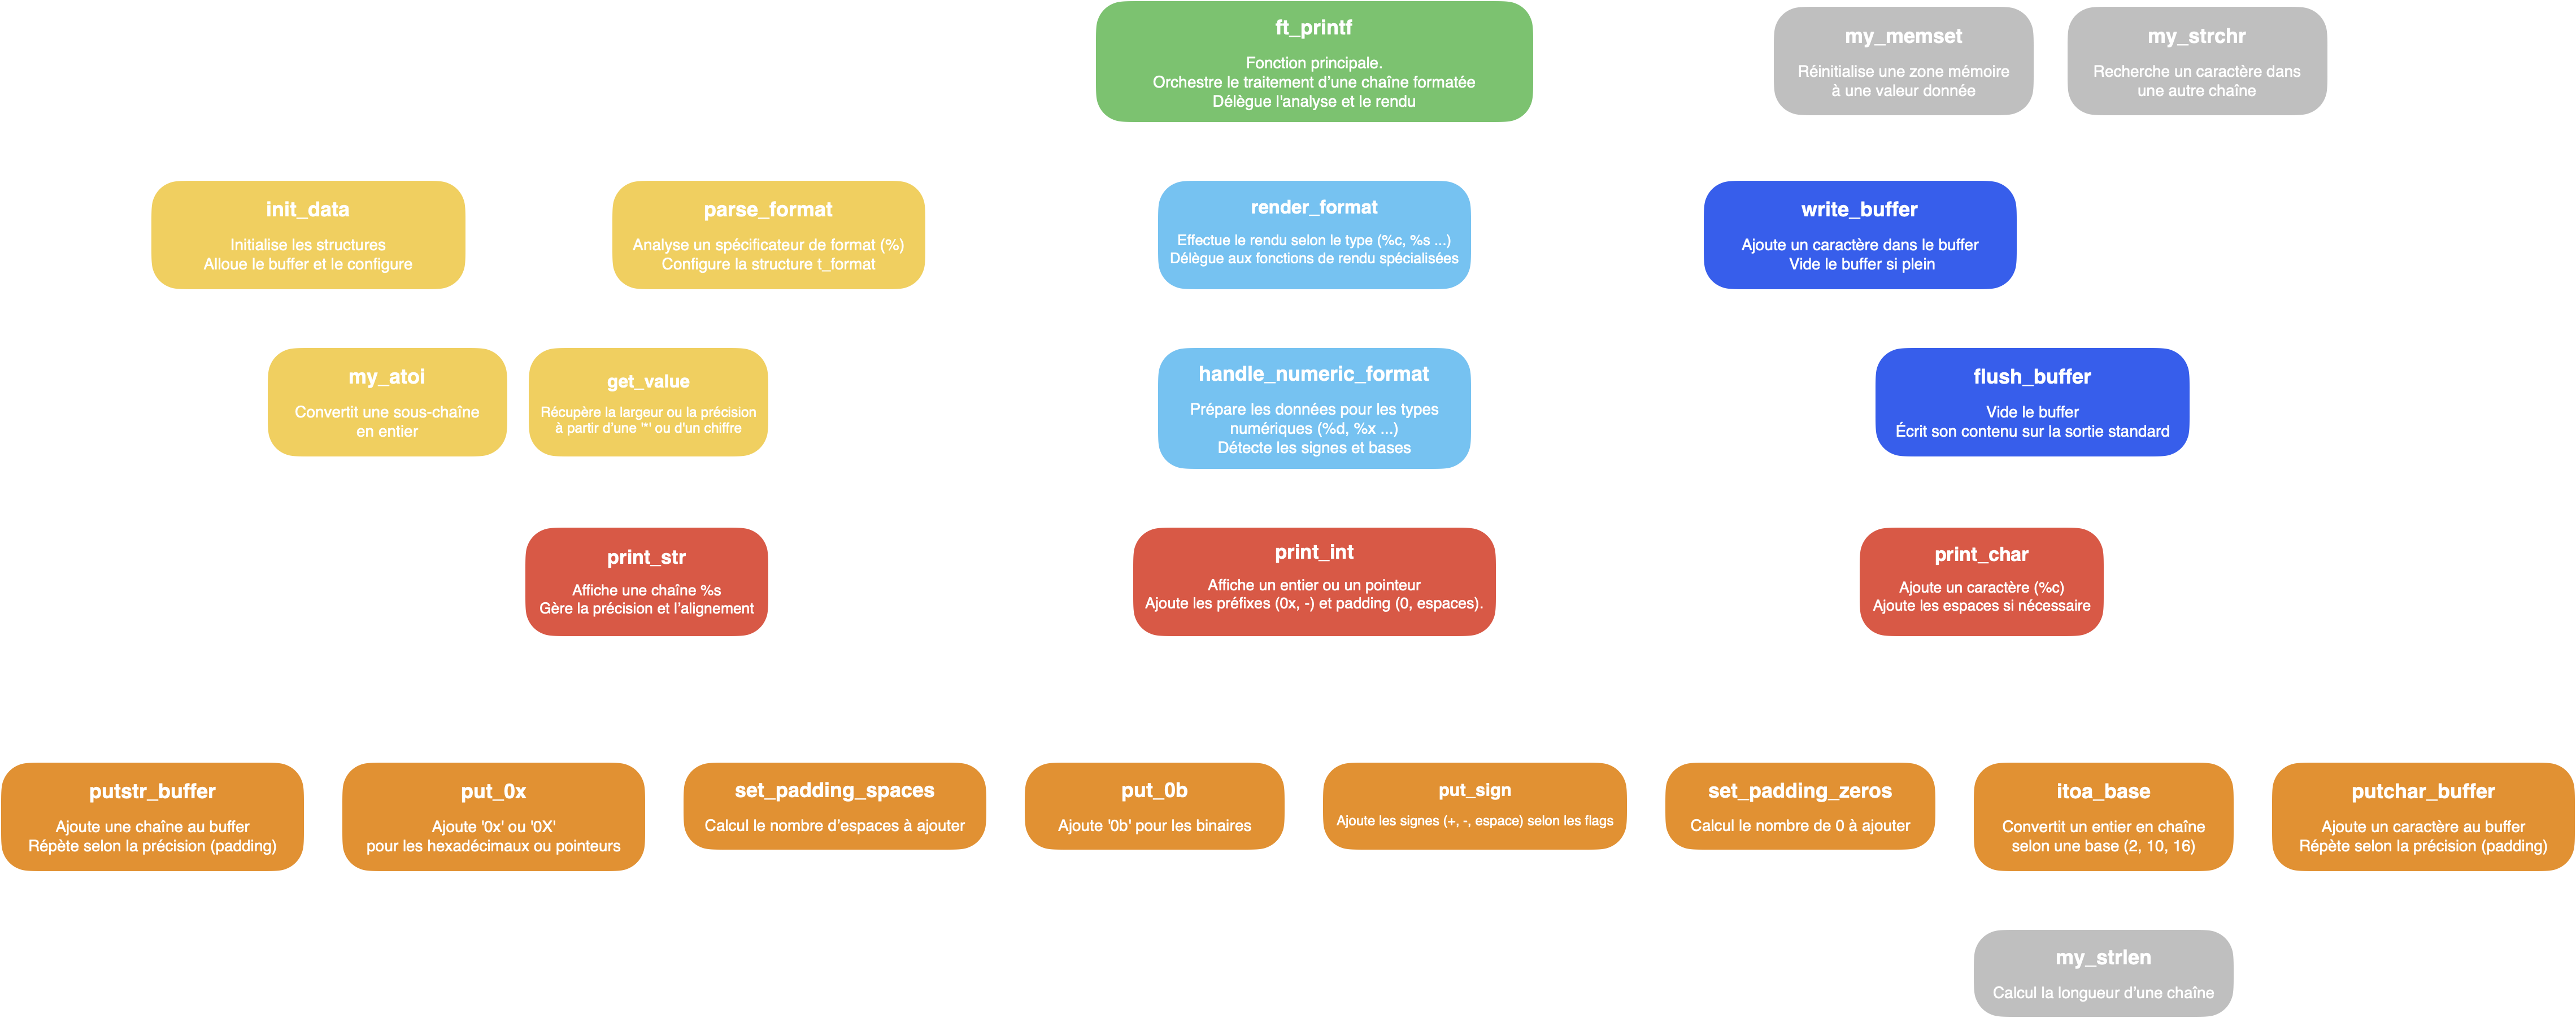 ft_printf
Fonction principale.
Orchestre le traitement d'une chaîne formatée
Délègue l'analyse et le rendu
my_memset
Réinitialise une zone mémoire
à une valeur donnée
my_strchr
Recherche un caractère dans
une autre chaîne
init_data
Initialise les structures
Alloue le buffer et le configure
parse_format
Analyse un spécificateur de format (%)
Configure la structure t_format
render_format
Effectue le rendu selon le type (%c, %s ...)
Délègue aux fonctions de rendu spécialisées
write_buffer
Ajoute un caractère dans le buffer
Vide le buffer si plein
my_atoi
Convertit une sous-chaîne
en entier
get_value
Récupère la largeur ou la précision
à partir d'une '*' ou d'un chiffre
handle_numeric_format
Prépare les données pour les types
numériques (%d, %x ...)
Détecte les signes et bases
flush_buffer
Vide le buffer
Écrit son contenu sur la sortie standard
print_str
Affiche une chaîne %s
Gère la précision et l'alignement
print_int
Affiche un entier ou un pointeur
Ajoute les préfixes (0x, -) et padding (0, espaces).
print_char
Ajoute un caractère (%c)
Ajoute les espaces si nécessaire
putstr_buffer
Ajoute une chaîne au buffer
Répète selon la précision (padding)
put_0x
Ajoute '0x' ou '0X'
pour les hexadécimaux ou pointeurs
set_padding_spaces
Calcul le nombre d'espaces à ajouter
put_0b
Ajoute '0b' pour les binaires
put_sign
Ajoute les signes (+, -, espace) selon les flags
set_padding_zeros
Calcul le nombre de 0 à ajouter
itoa_base
Convertit un entier en chaîne
selon une base (2, 10, 16)
putchar_buffer
Ajoute un caractère au buffer
Répète selon la précision (padding)
my_strlen
Calcul la longueur d'une chaîne